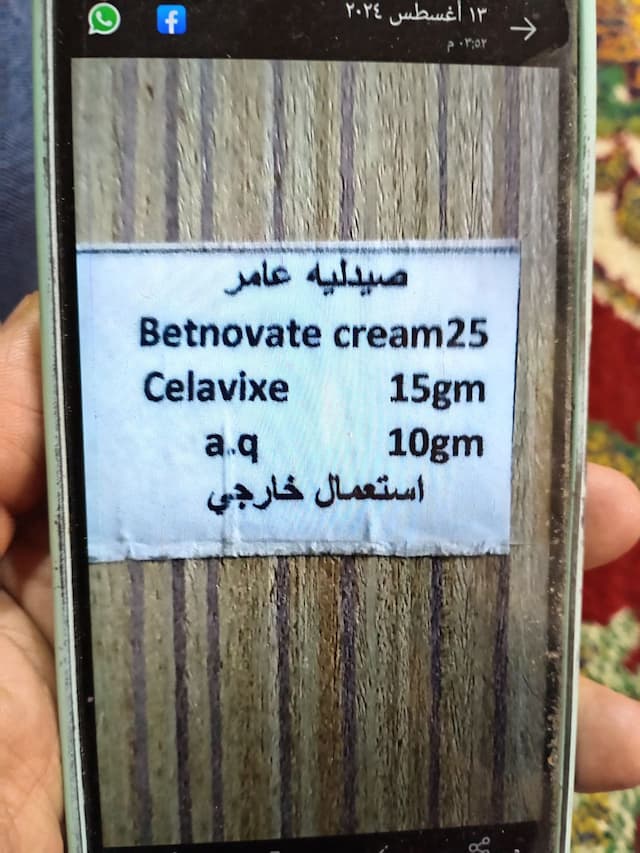 ١٣ أغسطس ٢٠٢٤
٠٣:٥٢ م
صيدليه عامر
Betnovate cream25
Celavixe 15gm
a..q 10gm
استعمال خارجي